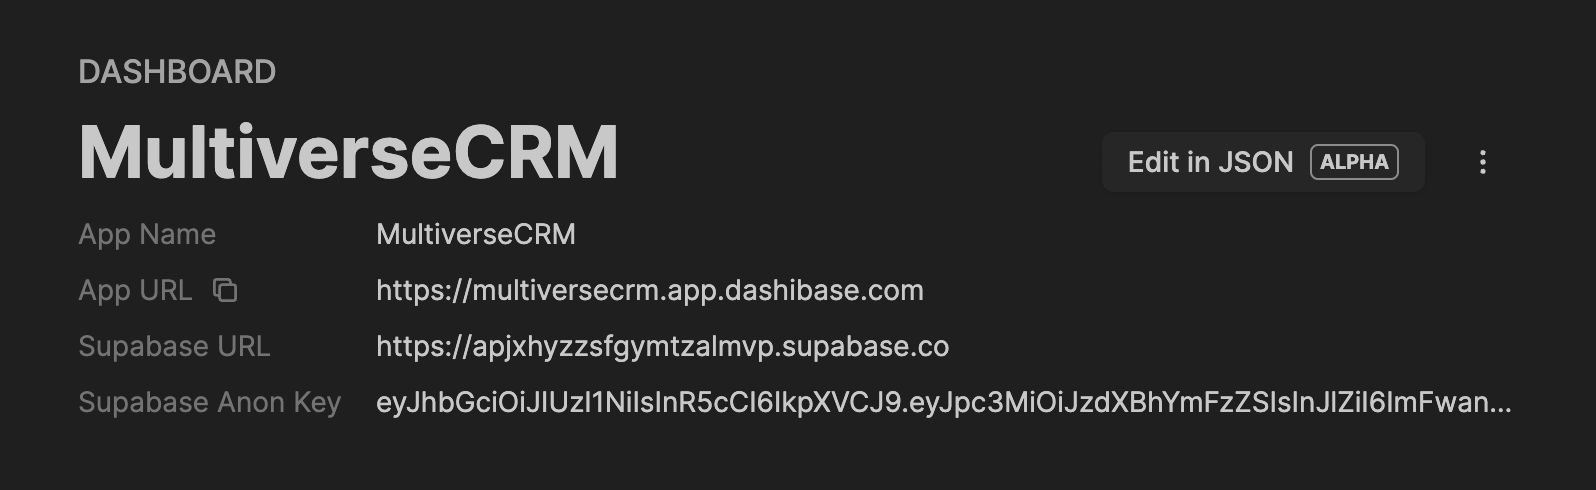 DASHBOARD
MultiverseCRM
Edit in JSON ALPHA
App Name MultiverseCRM
App URL https://multiversecrm.app.dashibase.com
Supabase URL https://apjxhyzzsfgymtzalmvp.supabase.co
Supabase Anon Key eyJhbGciOiJIUzI1NiIsInR5cCI6IkpXVCJ9.eyJpc3MiOiJzdXBhYmFzZSIsInJlZiI6ImFwan...